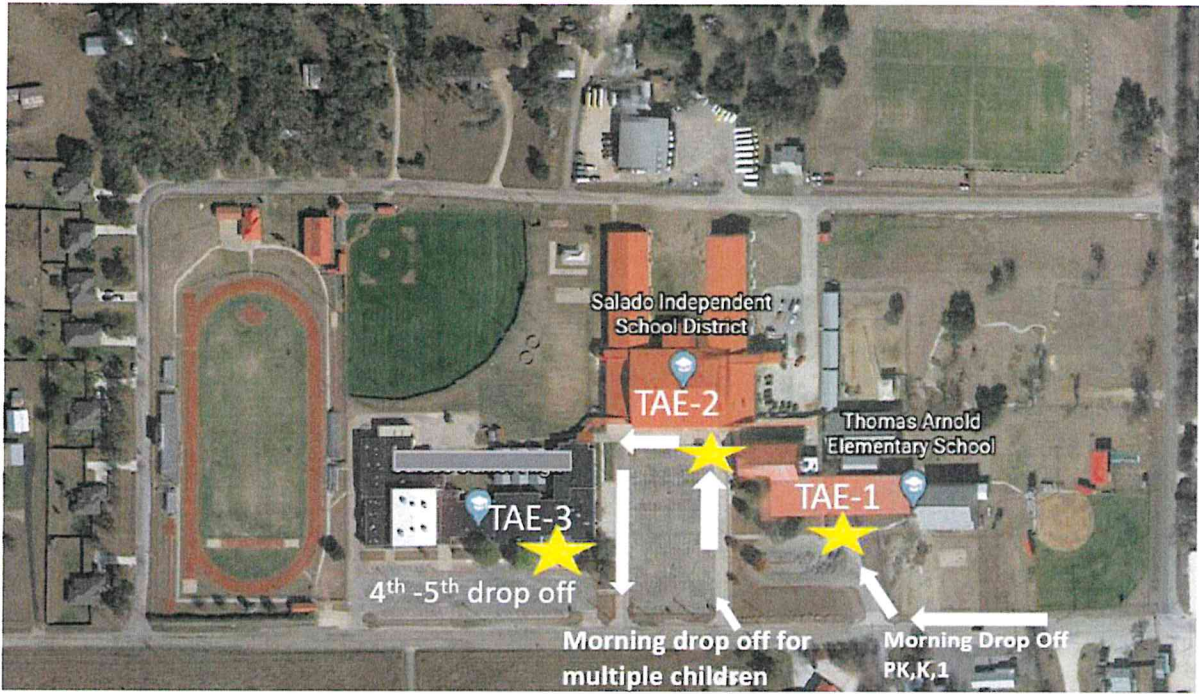 Salado Independent
School District
TAE-2
Thomas Arnold
Elementary School
TAE-1
TAE-3
4th -5th drop off
Morning drop off for
multiple children
Morning Drop Off
PK,K,1